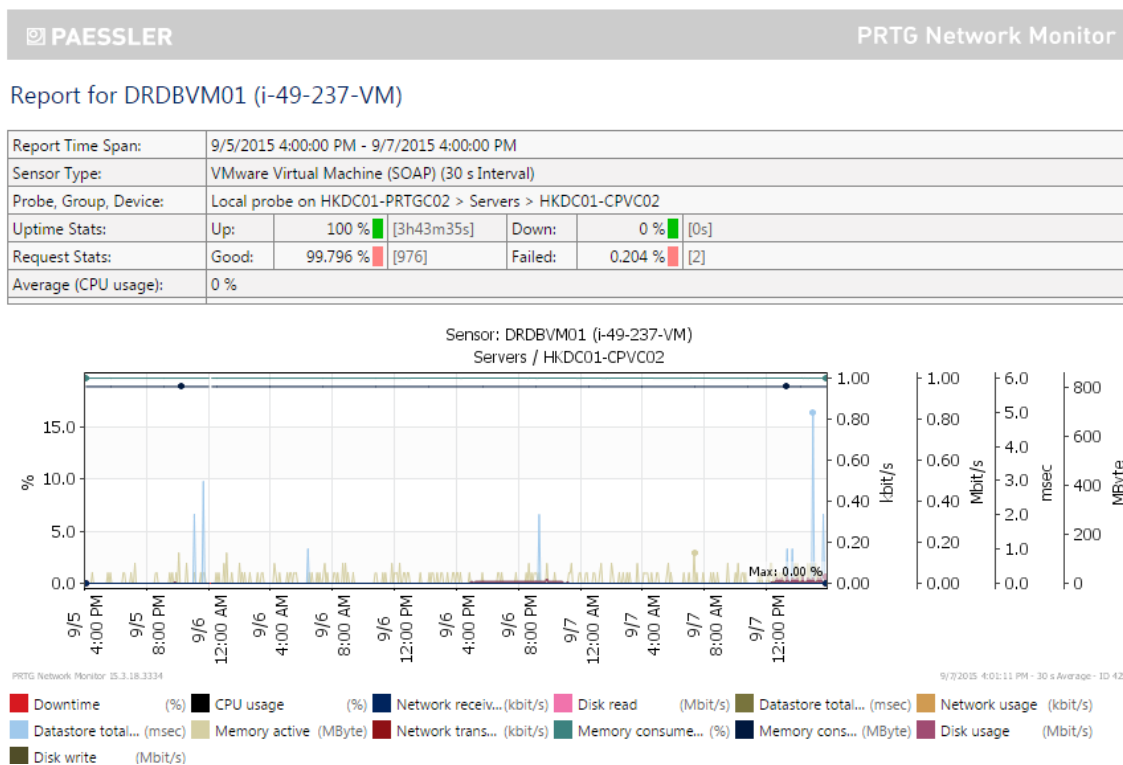 PAESSLER
PRTG Network Monitor
Report for DRDBVM01 (i-49-237-VM)
Report Time Span: 9/5/2015 4:00:00 PM - 9/7/2015 4:00:00 PM
Sensor Type: VMware Virtual Machine (SOAP) (30 s Interval)
Probe, Group, Device: Local probe on HKDC01-PRTGC02 > Servers > HKDC01-CPVC02
Uptime Stats: Up: 100 % [3h43m35s] Down: 0 % [0s]
Request Stats: Good: 99.796 % [976] Failed: 0.204 % [2]
Average (CPU usage): 0 %
Sensor: DRDBVM01 (i-49-237-VM)
Servers / HKDC01-CPVC02
15.0
10.0
5.0
0.0
%
1.00
0.80
0.60
0.40
0.20
0.00
kbit/s
1.00
0.80
0.60
0.40
0.20
0.00
Mbit/s
6.0
5.0
4.0
3.0
2.0
1.0
0.0
msec
800
600
400
200
0
MByte
Max: 0.00 %
9/5 4:00 PM
9/5 8:00 PM
9/6 12:00 AM
9/6 4:00 AM
9/6 8:00 AM
9/6 12:00 PM
9/6 4:00 PM
9/6 8:00 PM
9/7 12:00 AM
9/7 4:00 AM
9/7 8:00 AM
9/7 12:00 PM
PRTG Network Monitor 15.3.18.3334
9/7/2015 4:01:11 PM - 30 s Average - ID 42
Downtime (%) CPU usage (%) Network receiv... (kbit/s) Disk read (Mbit/s) Datastore total... (msec) Network usage (kbit/s)
Datastore total... (msec) Memory active (MByte) Network trans... (kbit/s) Memory consume... (%) Memory cons... (MByte) Disk usage (Mbit/s)
Disk write (Mbit/s)